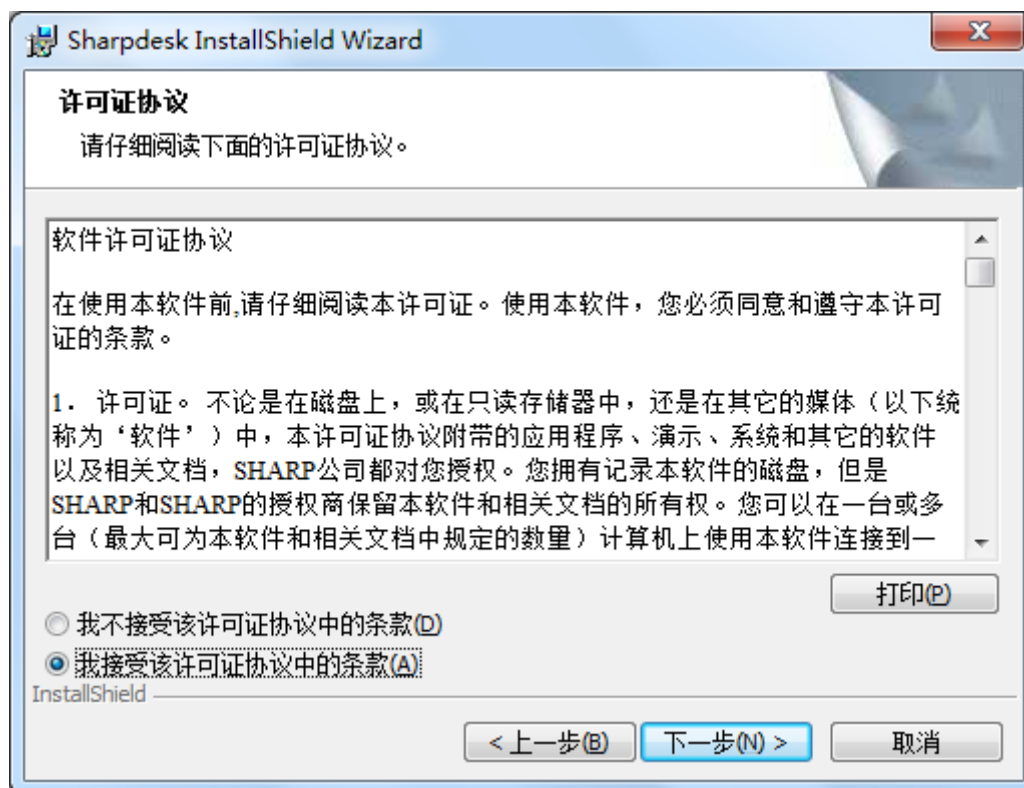 Sharpdesk InstallShield Wizard
许可证协议
请仔细阅读下面的许可证协议。
软件许可证协议
在使用本软件前,请仔细阅读本许可证。使用本软件，您必须同意和遵守本许可
证的条款。
1. 许可证。 不论是在磁盘上，或在只读存储器中，还是在其它的媒体（以下统
称为‘软件’）中，本许可证协议附带的应用程序、演示、系统和其它的软件
以及相关文档，SHARP公司都对您授权。您拥有记录本软件的磁盘，但是
SHARP和SHARP的授权商保留本软件和相关文档的所有权。您可以在一台或多
台（最大可为本软件和相关文档中规定的数量）计算机上使用本软件连接到一
打印(P)
我不接受该许可证协议中的条款(D)
我接受该许可证协议中的条款(A)
InstallShield
< 上一步(B)
下一步(N) >
取消